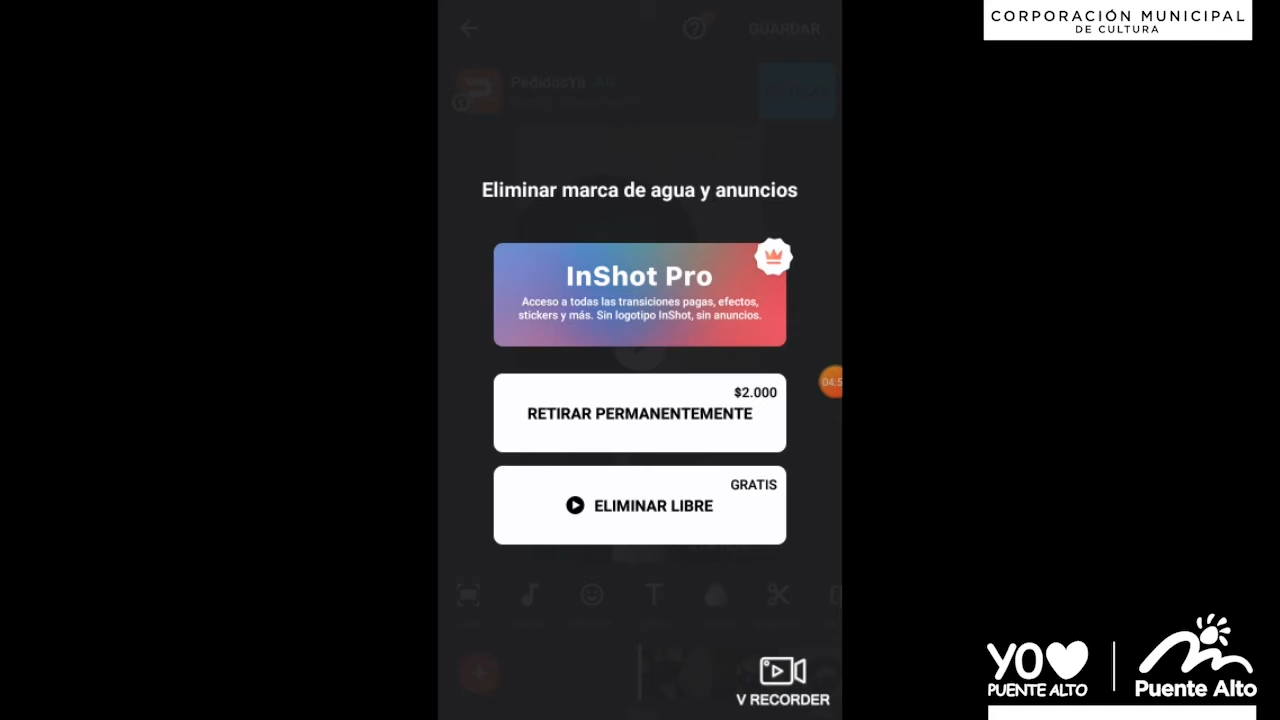 CORPORACIÓN MUNICIPAL
DE CULTURA
GUARDAR
PedidosYa
Eliminar marca de agua y anuncios
InShot Pro
Acceso a todas las transiciones pagas, efectos,
stickers y más. Sin logotipo InShot, sin anuncios.
$2.000
RETIRAR PERMANENTEMENTE
04:5
GRATIS
ELIMINAR LIBRE
V RECORDER
YO
PUENTE ALTO
Puente Alto